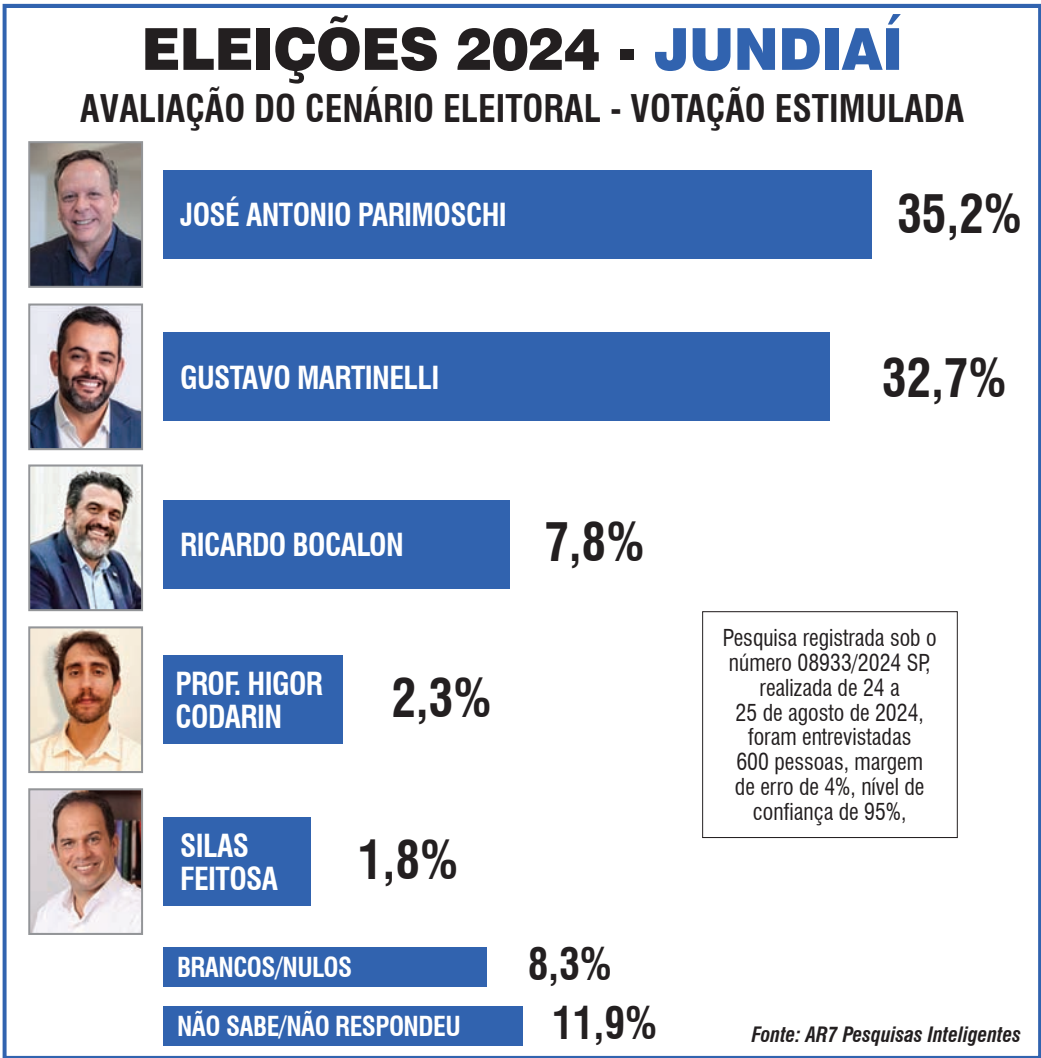 ELEIÇÕES 2024 - JUNDIAÍ
AVALIAÇÃO DO CENÁRIO ELEITORAL - VOTAÇÃO ESTIMULADA
JOSÉ ANTONIO PARIMOSCHI
35,2%
GUSTAVO MARTINELLI
32,7%
RICARDO BOCALON
7,8%
PROF. HIGOR
CODARIN
2,3%
SILAS
FEITOSA
1,8%
BRANCOS/NULOS
8,3%
NÃO SABE/NÃO RESPONDEU
11,9%
Pesquisa registrada sob o
número 08933/2024 SP,
realizada de 24 a
25 de agosto de 2024,
foram entrevistadas
600 pessoas, margem
de erro de 4%, nível de
confiança de 95%,
Fonte: AR7 Pesquisas Inteligentes